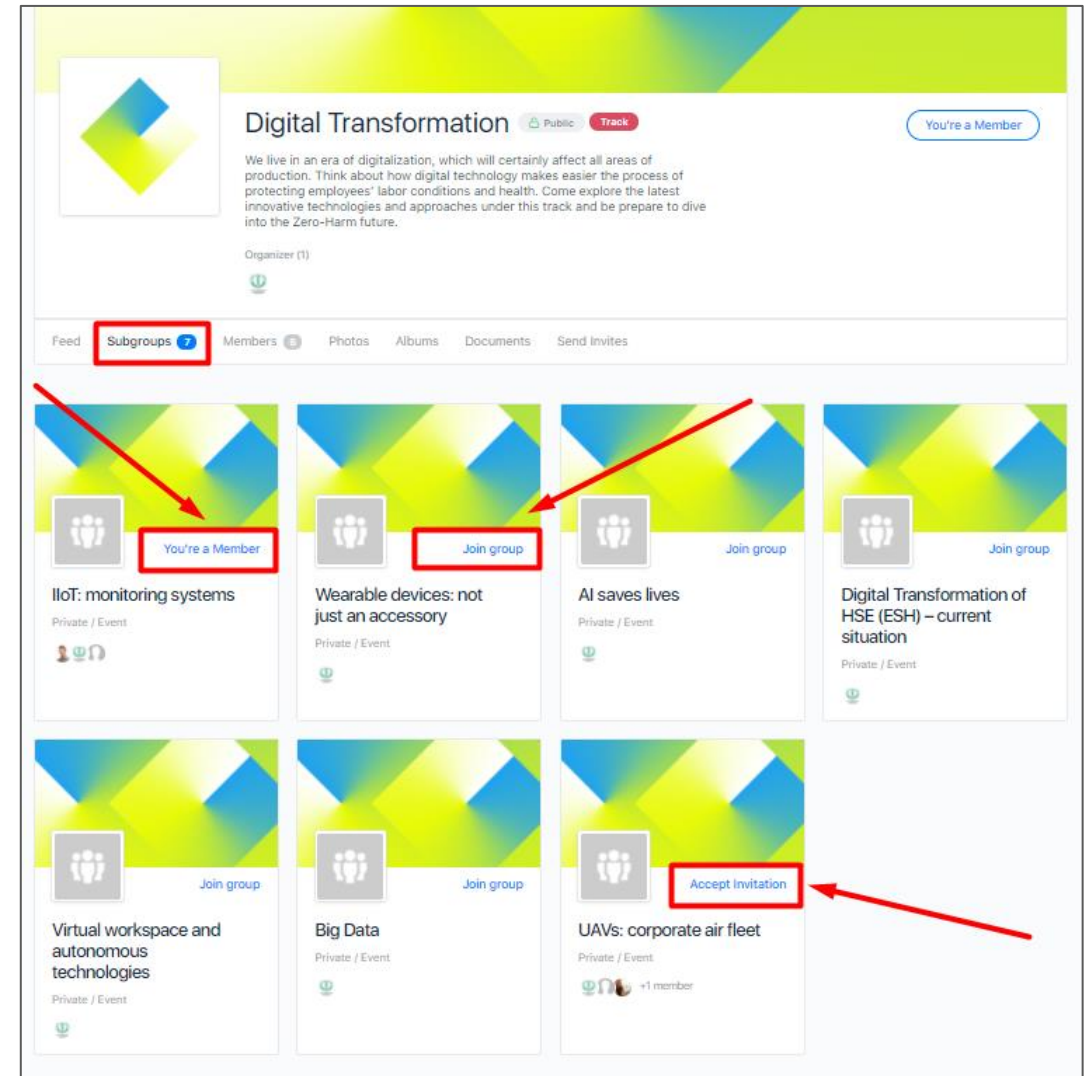 Digital Transformation Public Track
You're a Member
We live in an era of digitalization, which will certainly affect all areas of
production. Think about how digital technology makes easier the process of
protecting employees' labor conditions and health. Come explore the latest
innovative technologies and approaches under this track and be prepare to dive
into the Zero-Harm future.
Organizer (1)
Feed Subgroups 7 Members Photos Albums Documents Send Invites
You're a Member
IIoT: monitoring systems
Private / Event
Join group
Wearable devices: not
just an accessory
Private / Event
Join group
AI saves lives
Private / Event
Join group
Digital Transformation of
HSE (ESH) – current
situation
Private / Event
Join group
Virtual workspace and
autonomous
technologies
Private / Event
Join group
Big Data
Private / Event
Accept Invitation
UAVs: corporate air fleet
Private / Event
+1 member